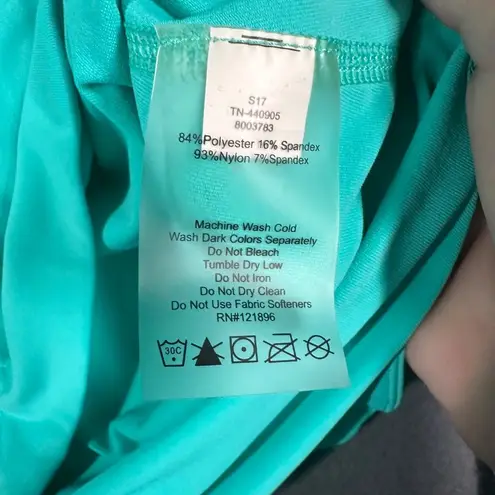 S17
TN-440905
8003783
84%Polyester 16% Spandex
93%Nylon 7%Spandex
Machine Wash Cold
Wash Dark Colors Separately
Do Not Bleach
Tumble Dry Low
Do Not Iron
Do Not Dry Clean
Do Not Use Fabric Softeners
RN#121896
30C